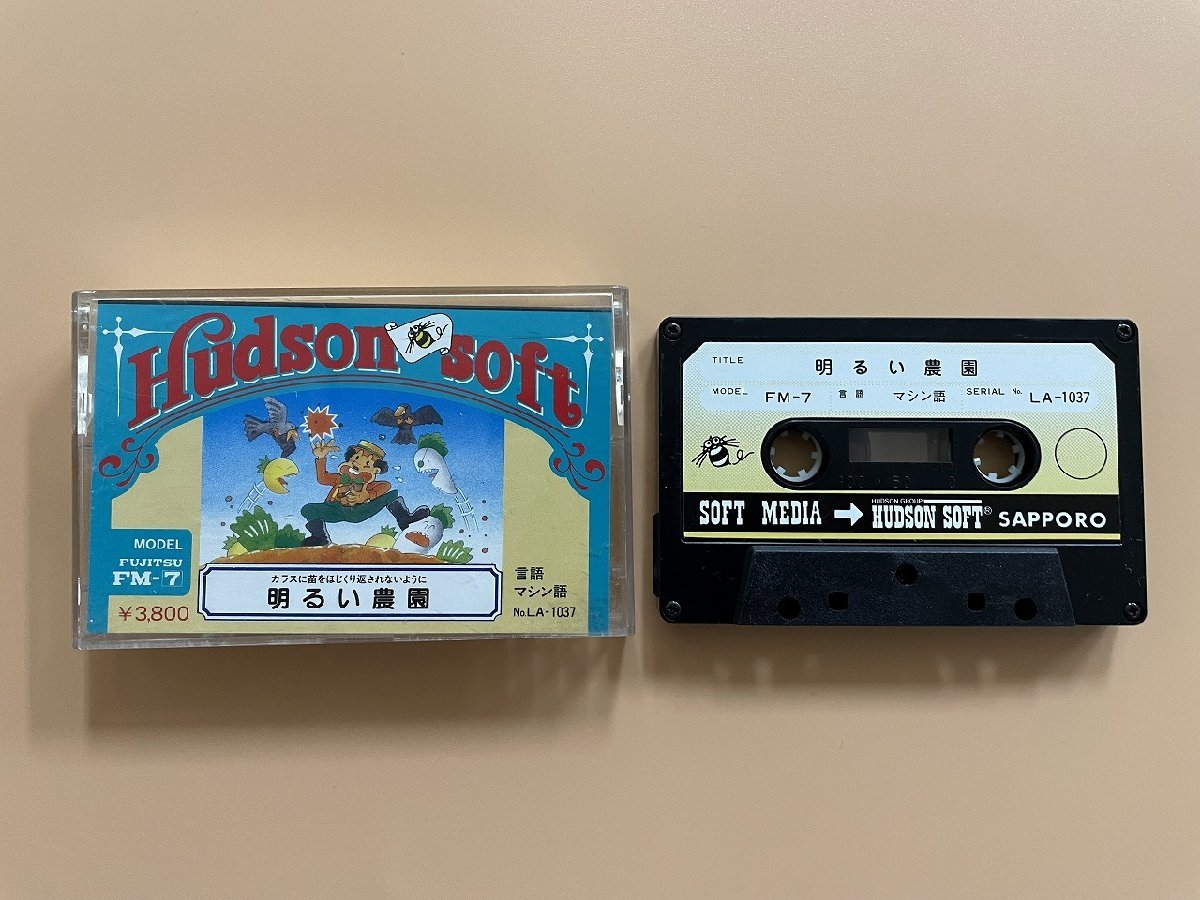 Hudson soft
MODEL
FUJITSU
FM-7
¥3,800
カラスに苗をほじくり返されないように
明るい農園
言語
マシン語
No.LA-1037
TITLE 明るい農園
MODEL FM-7 言語 マシン語 SERIAL No. LA-1037
100 50
HUDSON GROUP
SOFT MEDIA → HUDSON SOFT® SAPPORO